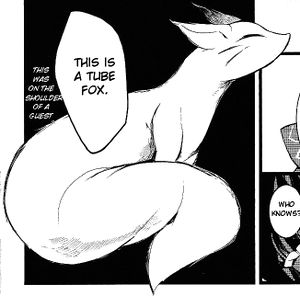 THIS IS
A TUBE
FOX.
THIS
WAS
ON THE
SHOULDER
OF A
GUEST
WHO
KNOWS?